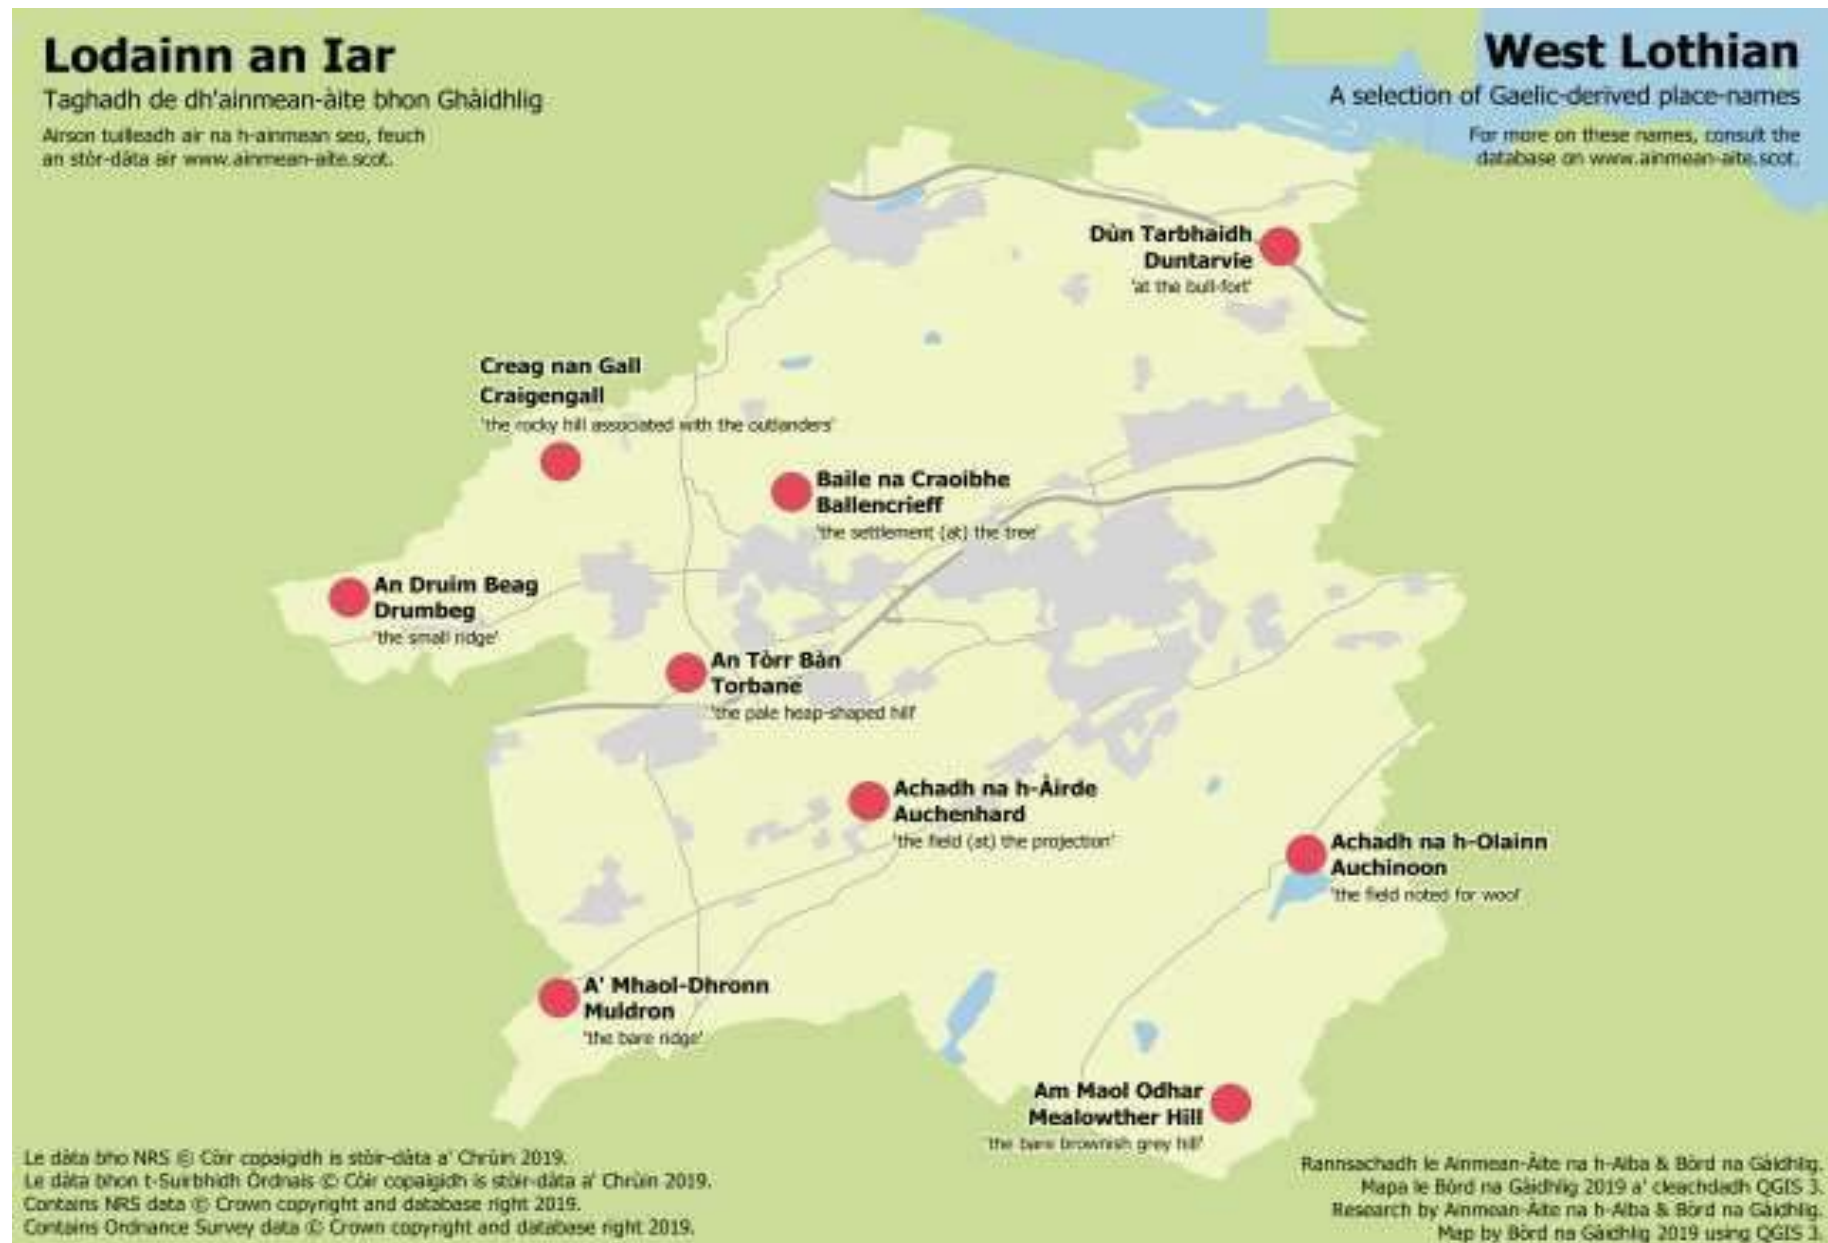 Lodainn an Iar
Taghadh de dh'ainmean-àite bhon Ghàidhlig
Airson tuilleadh air na h-ainmean seo, feuch
an stòr-dàta air www.ainmean-aite.scot.
West Lothian
A selection of Gaelic-derived place-names
For more on these names, consult the
database on www.ainmean-aite.scot.
Dùn Tarbhaidh
Duntarvie
'at the bull-fort'
Creag nan Gall
Craigengall
'the rocky hill associated with the outlanders'
Baile na Craoibhe
Ballencrieff
'the settlement (at) the tree'
An Druim Beag
Drumbeg
'the small ridge'
An Tòrr Bàn
Torbane
'the pale heap-shaped hill'
Achadh na h-Àirde
Auchenhard
'the field (at) the projection'
Achadh na h-Olainn
Auchinoon
'the field noted for wool'
A' Mhaol-Dhronn
Muldron
'the bare ridge'
Am Maol Odhar
Mealowther Hill
'the bare brownish grey hill'
Le dàta bho NRS © Còir copaigidh is stòir-dàta a' Chrùin 2019.
Le dàta bhon t-Suirbhidh Òrdnais © Còir copaigidh is stòir-dàta a' Chrùin 2019.
Contains NRS data © Crown copyright and database right 2019.
Contains Ordnance Survey data © Crown copyright and database right 2019.
Rannsachadh le Ainmean-Àite na h-Alba & Bòrd na Gàidhlig.
Mapa le Bòrd na Gàidhlig 2019 a' cleachdadh QGIS 3.
Research by Ainmean-Àite na h-Alba & Bòrd na Gàidhlig.
Map by Bòrd na Gàidhlig 2019 using QGIS 3.